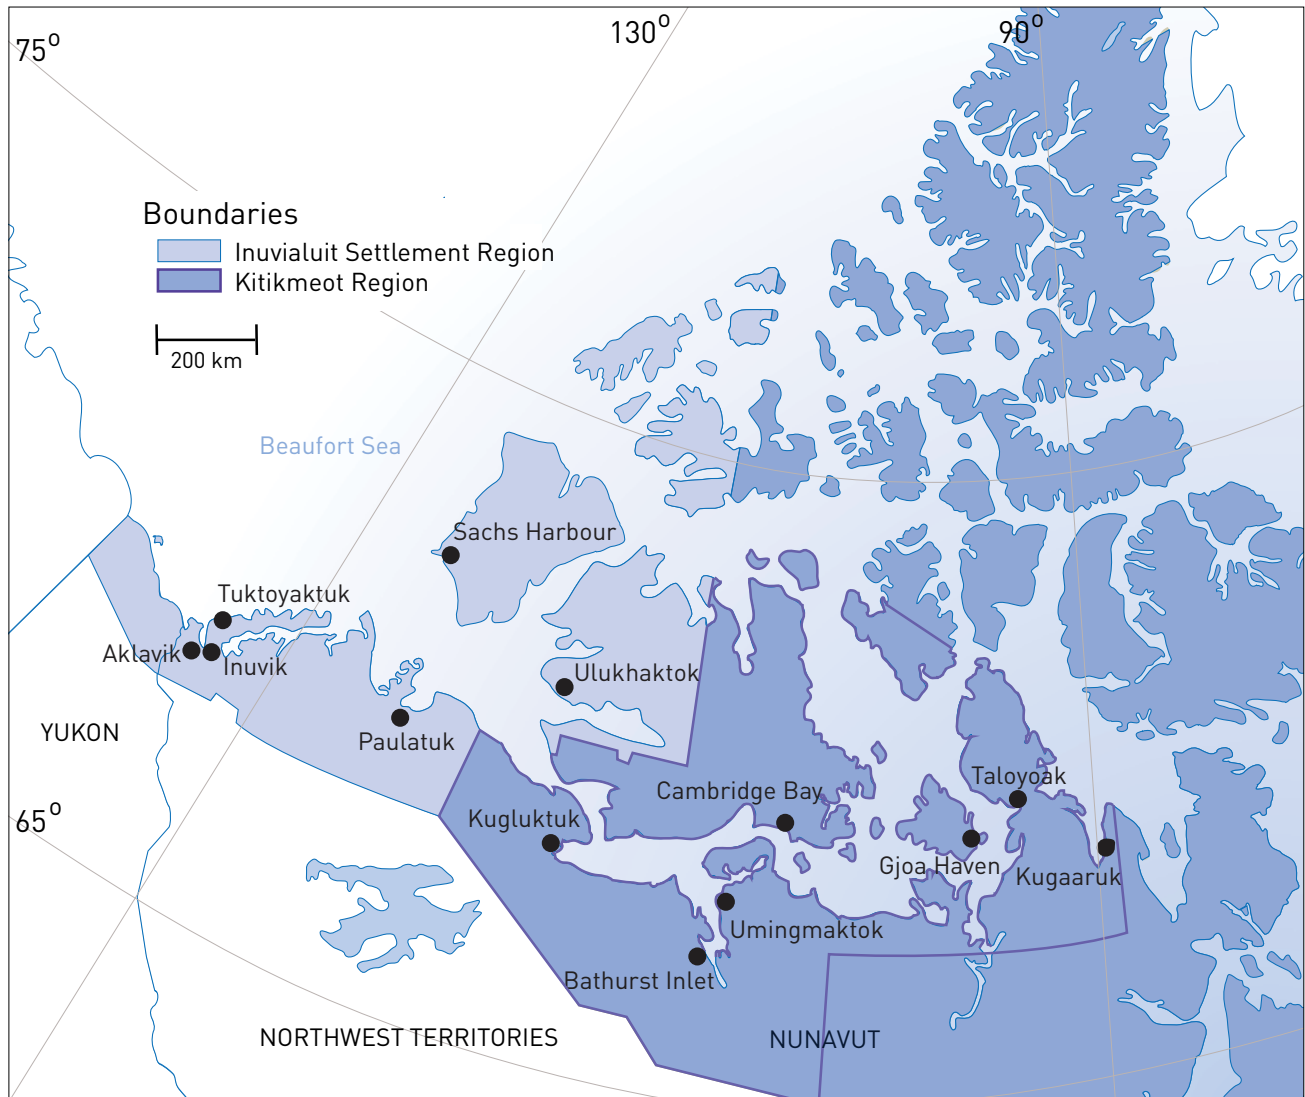 75°
130°
90°
Boundaries
Inuvialuit Settlement Region
Kitikmeot Region
200 km
Beaufort Sea
Sachs Harbour
Tuktoyaktuk
Aklavik
Inuvik
Ulukhaktok
YUKON
Paulatuk
Taloyoak
Cambridge Bay
65°
Kugluktuk
Gjoa Haven
Kugaaruk
Umingmaktok
Bathurst Inlet
NORTHWEST TERRITORIES
NUNAVUT